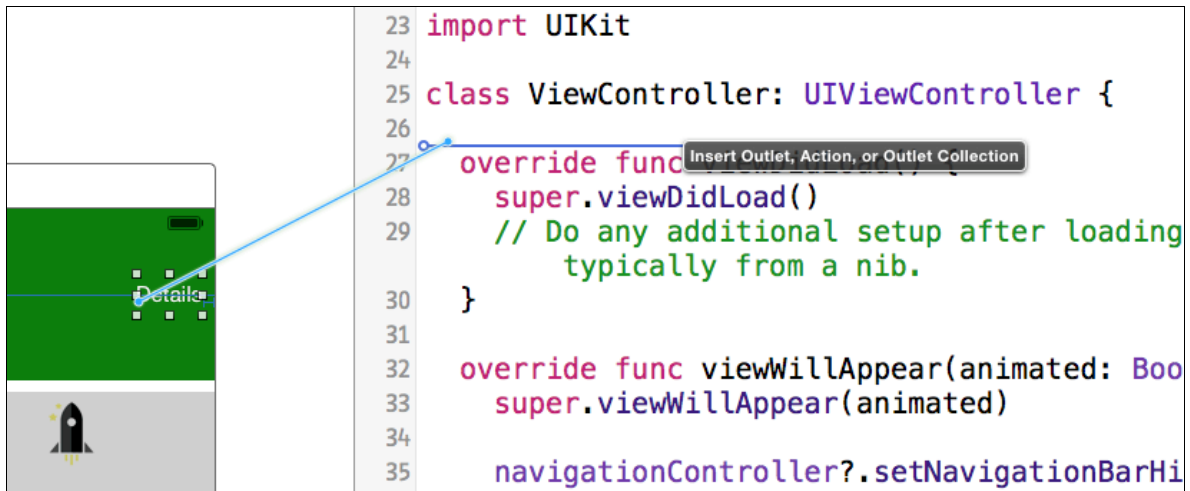 23 import UIKit
24
25 class ViewController: UIViewController {
26
Insert Outlet, Action, or Outlet Collection
27 override func viewDidLoad() {
28 super.viewDidLoad()
29 // Do any additional setup after loading
typically from a nib.
30 }
31
32 override func viewWillAppear(animated: Boo
33 super.viewWillAppear(animated)
34
35 navigationController?.setNavigationBarHi
Details